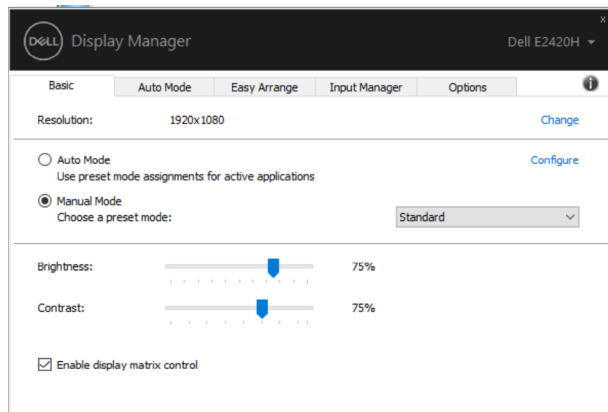 x
DELL Display Manager Dell E2420H
Basic Auto Mode Easy Arrange Input Manager Options i
Resolution: 1920x1080 Change
Auto Mode Configure
Use preset mode assignments for active applications
Manual Mode
Choose a preset mode: Standard
Brightness: 75%
Contrast: 75%
Enable display matrix control